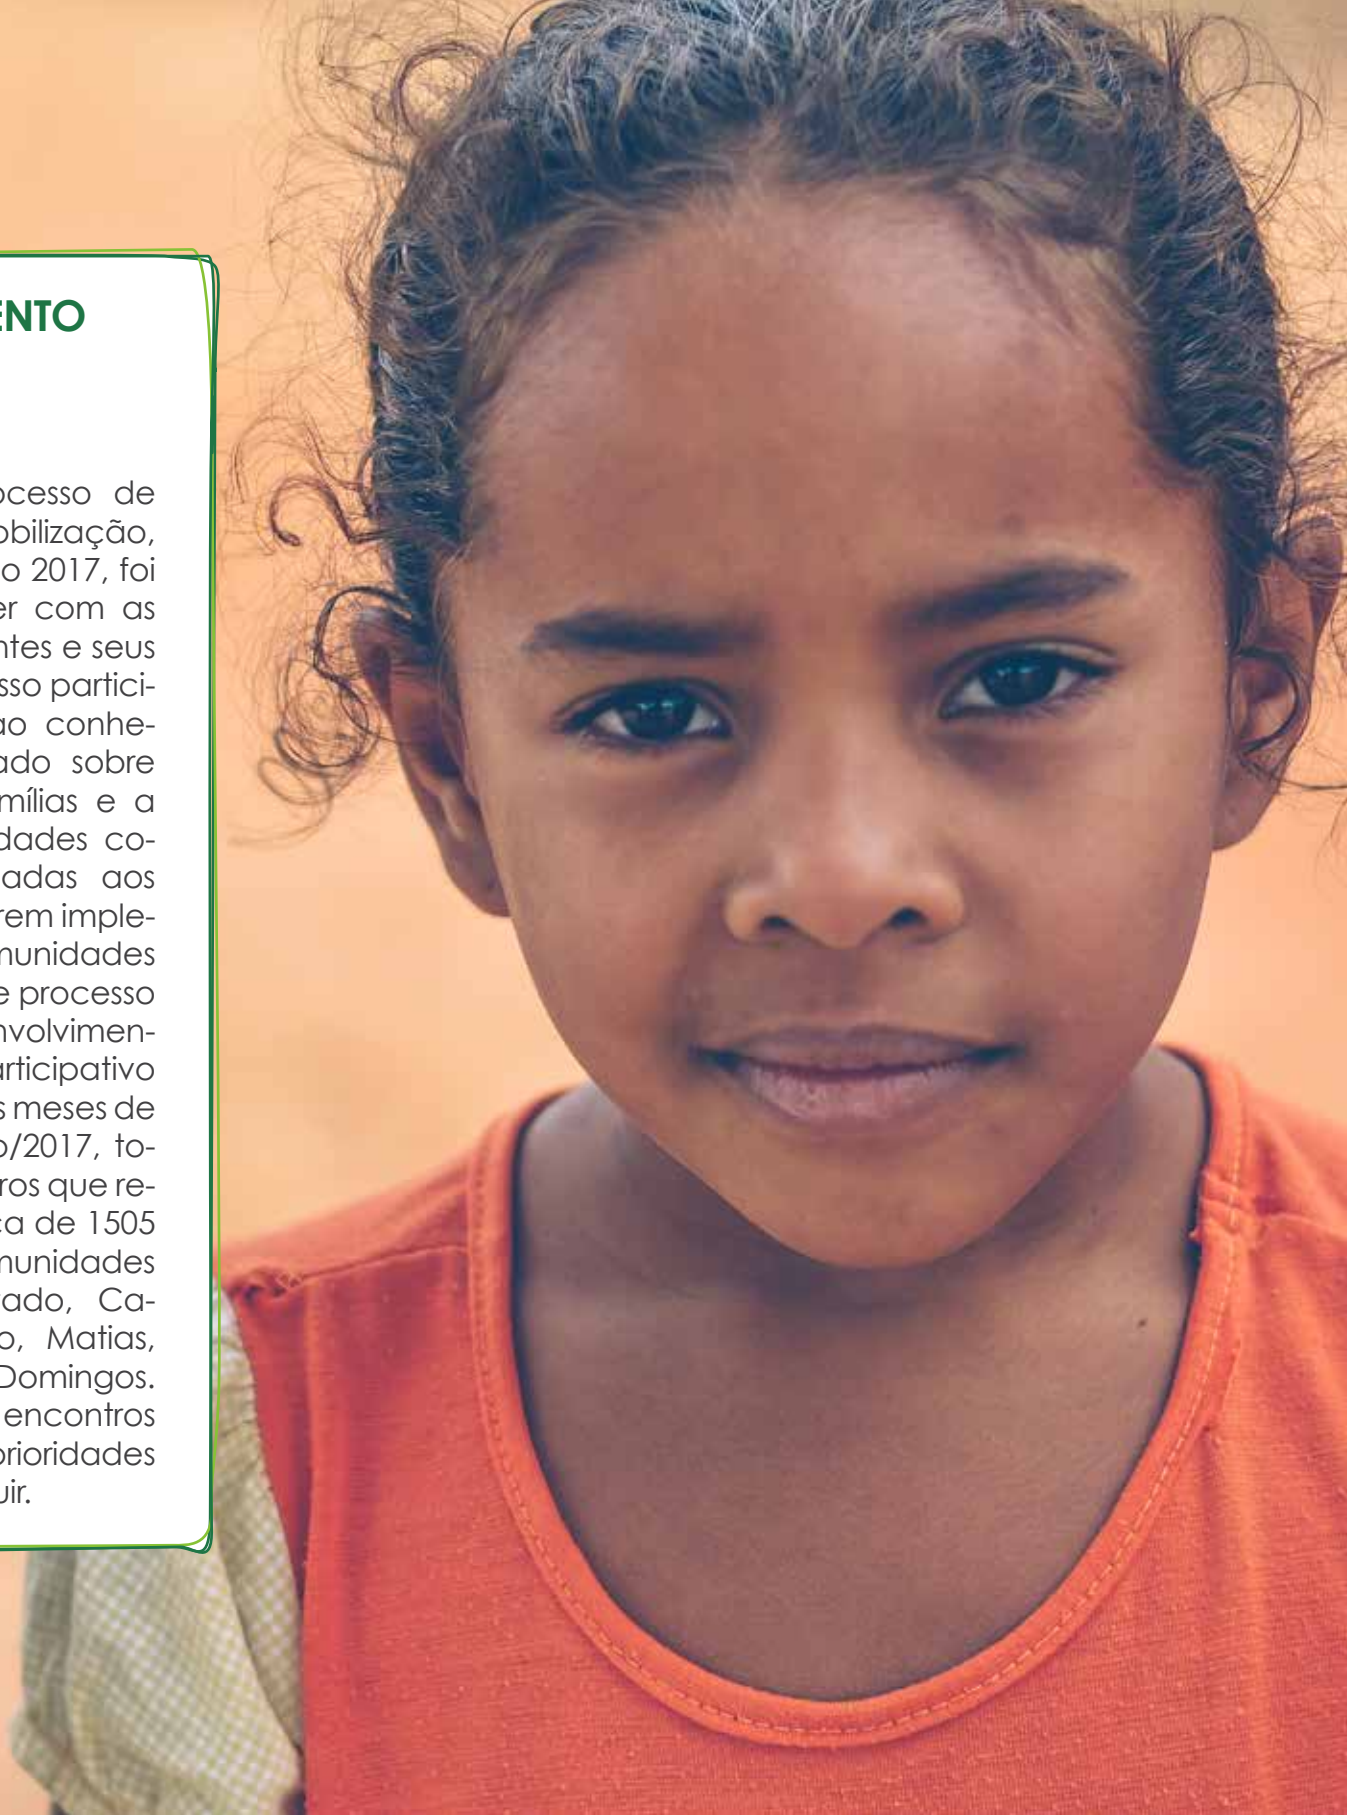 ENTO
ocesso de
obilização,
o 2017, foi
er com as
ntes e seus
sso partici-
ao conhe-
ado sobre
mílias e a
dades co-
adas aos
rem imple-
munidades
e processo
nvolvimen-
articipativo
s meses de
o/2017, to-
ros que re-
ca de 1505
munidades
ado, Ca-
o, Matias,
Domingos.
encontros
prioridades
uir.